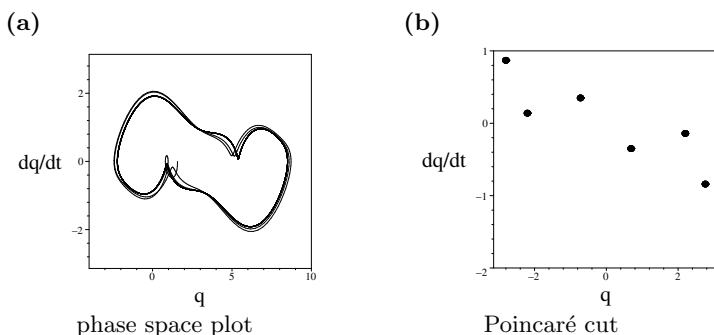 (a)
(b)
2
0
−2
dq/dt
0
5
10
q
phase space plot
1
0
−1
−2
dq/dt
−2
0
2
q
Poincaré cut